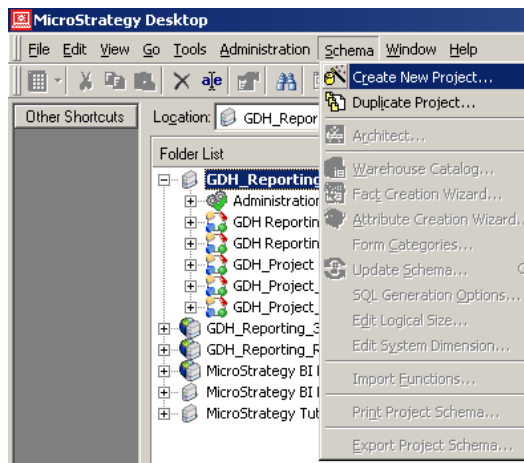 MicroStrategy Desktop
File Edit View Go Tools Administration Schema Window Help
Other Shortcuts
Location: GDH_Repor
Folder List
GDH_Reporting
Administration
GDH Reportin
GDH Reportin
GDH_Project
GDH_Project_
GDH_Project_
GDH_Reporting_3
GDH_Reporting_R
MicroStrategy BI
MicroStrategy BI
MicroStrategy Tut
Create New Project...
Duplicate Project...
Architect...
Warehouse Catalog...
Fact Creation Wizard...
Attribute Creation Wizard..
Form Categories...
Update Schema...
SQL Generation Options...
Edit Logical Size...
Edit System Dimension...
Import Functions...
Print Project Schema...
Export Project Schema...